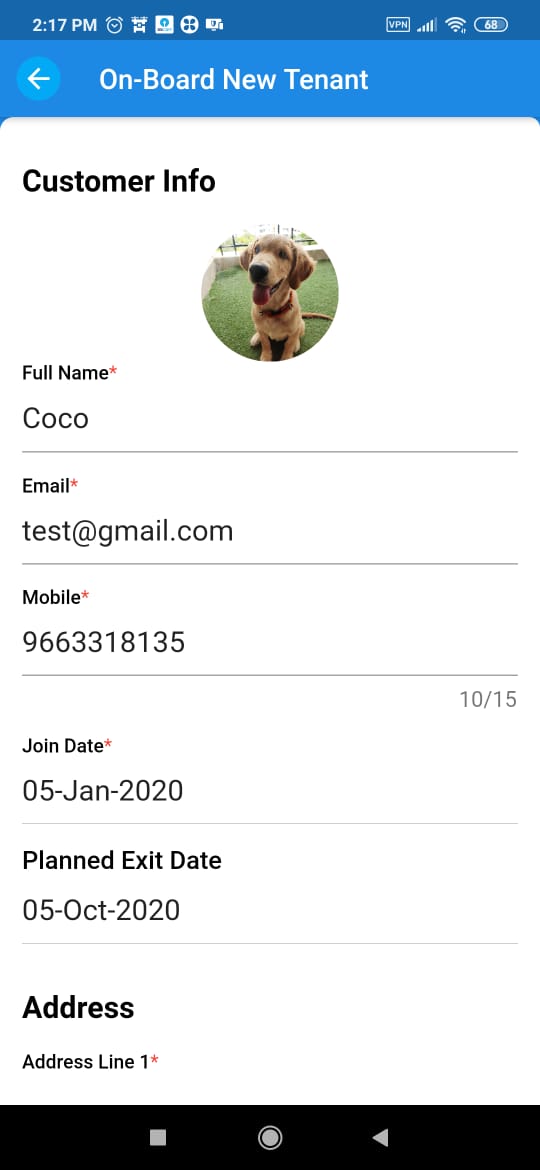 2:17 PM
VPN
68
On-Board New Tenant
Customer Info
Full Name*
Coco
Email*
test@gmail.com
Mobile*
9663318135
10/15
Join Date*
05-Jan-2020
Planned Exit Date
05-Oct-2020
Address
Address Line 1*